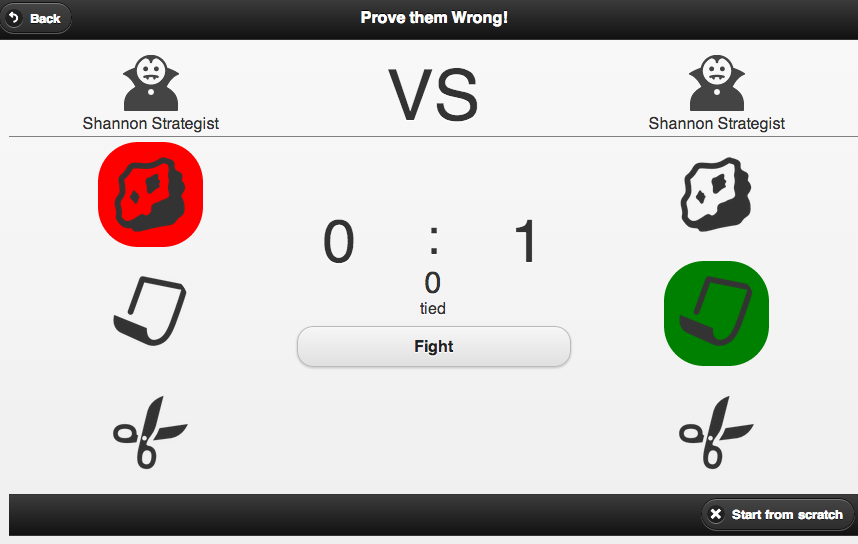 Back
Prove them Wrong!
VS
Shannon Strategist
Shannon Strategist
0 : 1
0
tied
Fight
Start from scratch